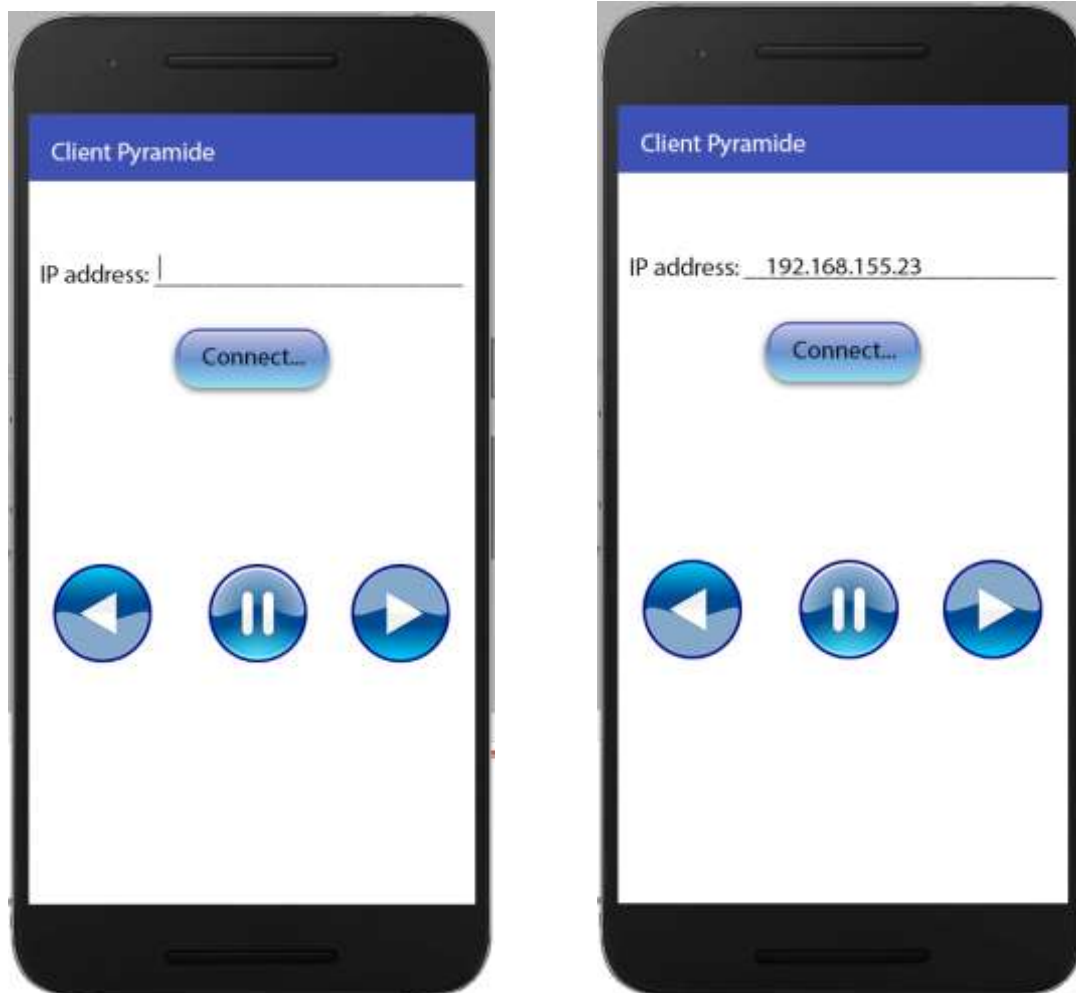 Client Pyramide
IP address:
Connect...
Client Pyramide
IP address: 192.168.155.23
Connect...